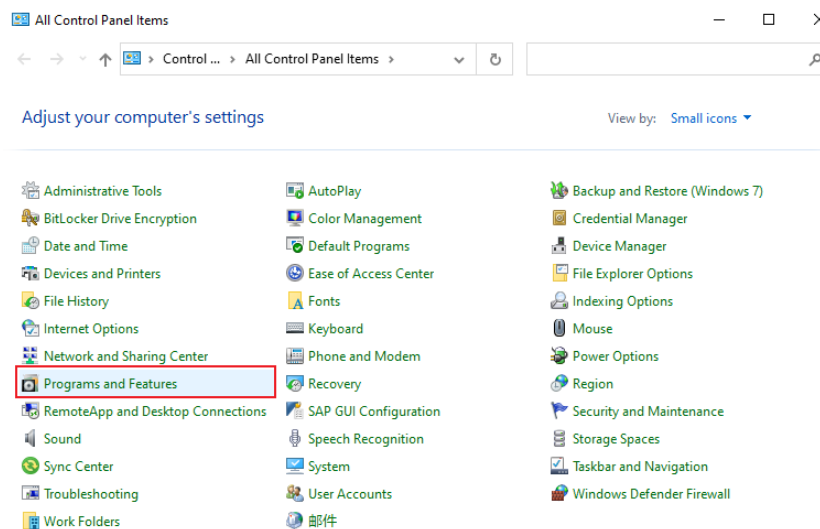 All Control Panel Items
Control ... > All Control Panel Items >
Adjust your computer's settings
View by: Small icons
Administrative Tools
BitLocker Drive Encryption
Date and Time
Devices and Printers
File History
Internet Options
Network and Sharing Center
Programs and Features
RemoteApp and Desktop Connections
Sound
Sync Center
Troubleshooting
Work Folders
AutoPlay
Color Management
Default Programs
Ease of Access Center
Fonts
Keyboard
Phone and Modem
Recovery
SAP GUI Configuration
Speech Recognition
System
User Accounts
邮件
Backup and Restore (Windows 7)
Credential Manager
Device Manager
File Explorer Options
Indexing Options
Mouse
Power Options
Region
Security and Maintenance
Storage Spaces
Taskbar and Navigation
Windows Defender Firewall